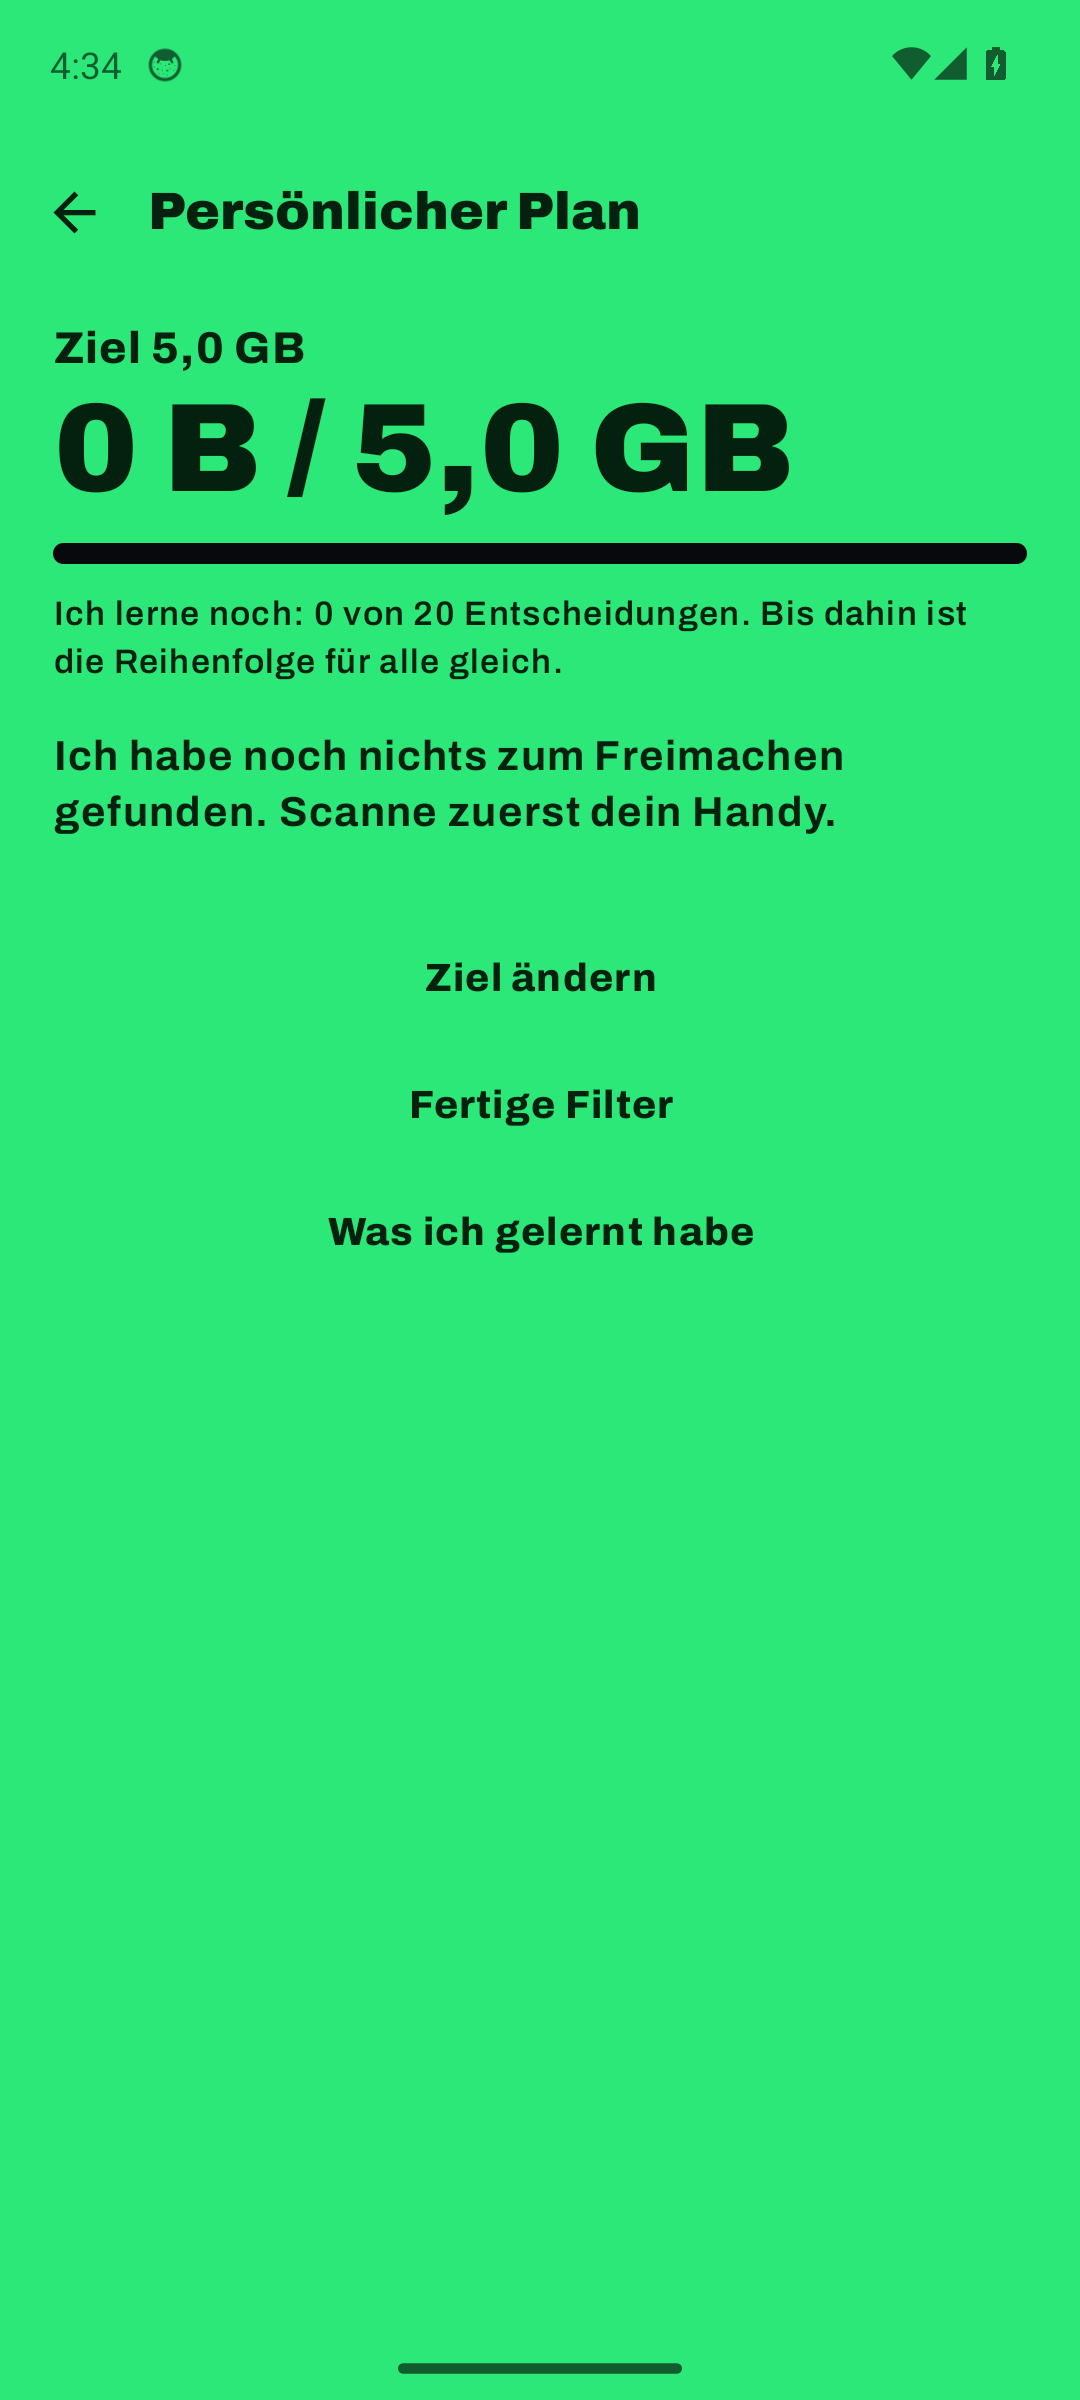 4:34
Persönlicher Plan
Ziel 5,0 GB
0 B / 5,0 GB
Ich lerne noch: 0 von 20 Entscheidungen. Bis dahin ist
die Reihenfolge für alle gleich.
Ich habe noch nichts zum Freimachen
gefunden. Scanne zuerst dein Handy.
Ziel ändern
Fertige Filter
Was ich gelernt habe